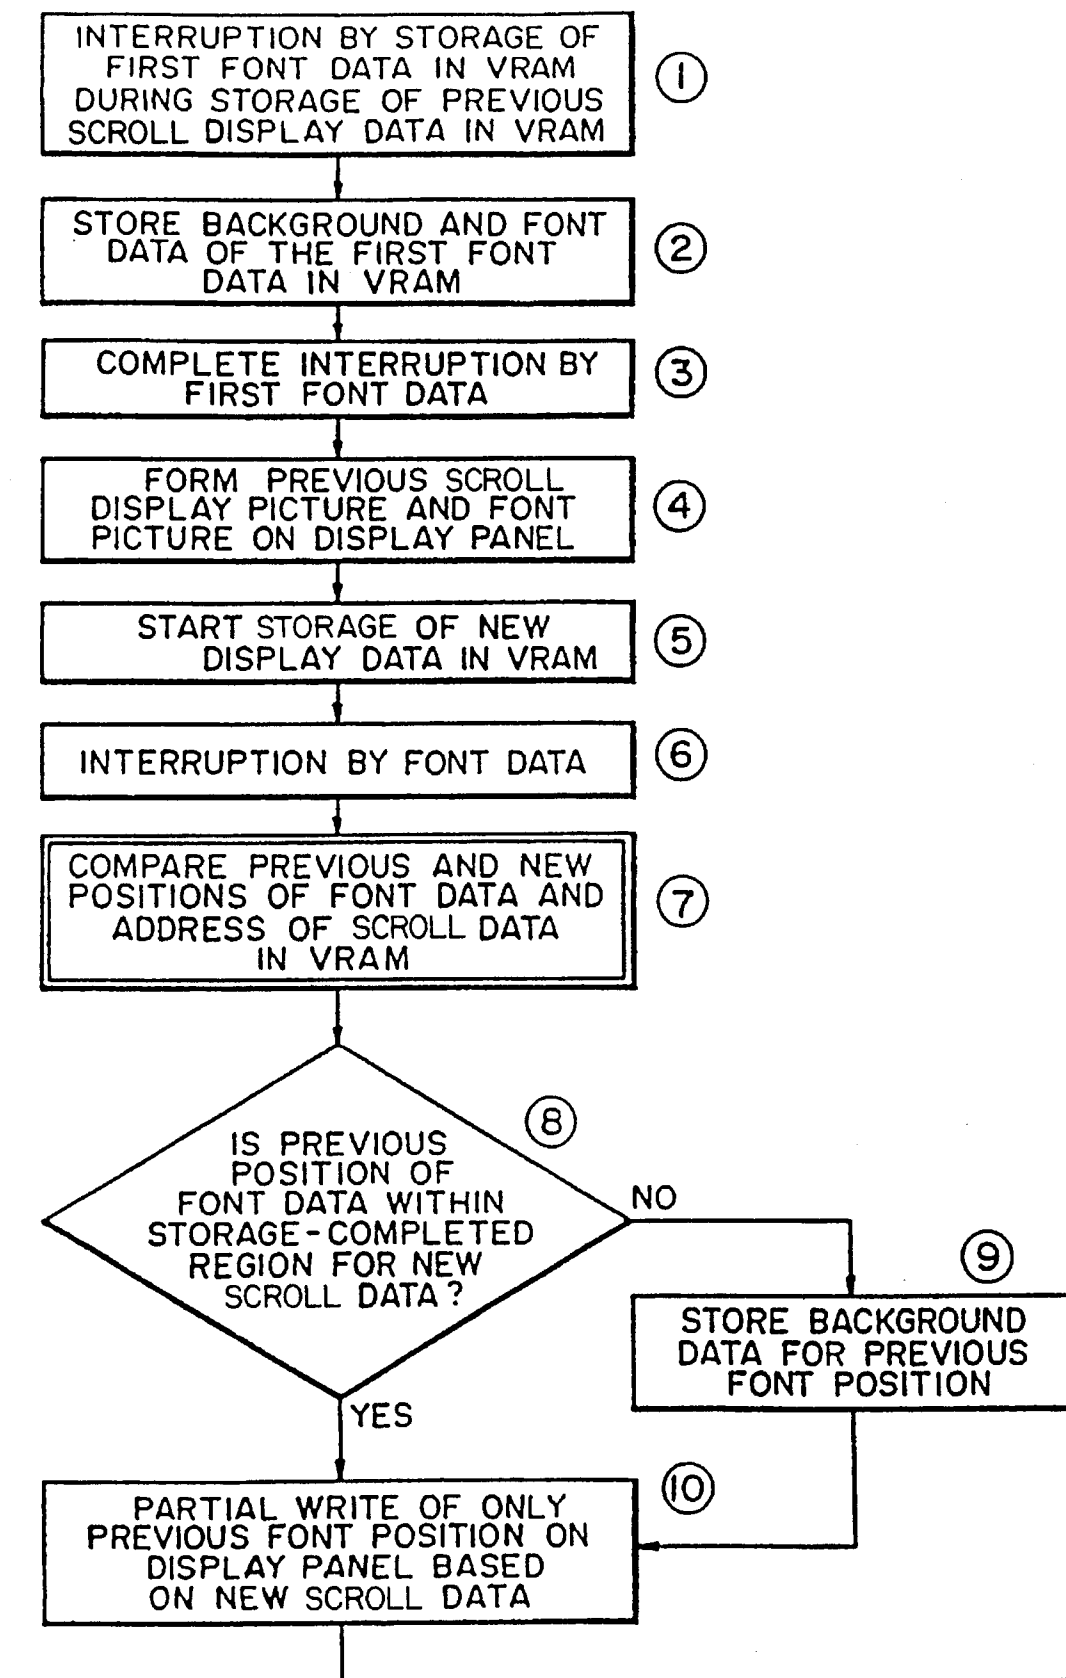 INTERRUPTION BY STORAGE OF
FIRST FONT DATA IN VRAM
DURING STORAGE OF PREVIOUS
SCROLL DISPLAY DATA IN VRAM
1
STORE BACKGROUND AND FONT
DATA OF THE FIRST FONT
DATA IN VRAM
2
COMPLETE INTERRUPTION BY
FIRST FONT DATA
3
FORM PREVIOUS SCROLL
DISPLAY PICTURE AND FONT
PICTURE ON DISPLAY PANEL
4
START STORAGE OF NEW
DISPLAY DATA IN VRAM
5
INTERRUPTION BY FONT DATA
6
COMPARE PREVIOUS AND NEW
POSITIONS OF FONT DATA AND
ADDRESS OF SCROLL DATA
IN VRAM
7
8
IS PREVIOUS
POSITION OF
FONT DATA WITHIN
STORAGE-COMPLETED
REGION FOR NEW
SCROLL DATA?
NO
9
STORE BACKGROUND
DATA FOR PREVIOUS
FONT POSITION
YES
10
PARTIAL WRITE OF ONLY
PREVIOUS FONT POSITION ON
DISPLAY PANEL BASED
ON NEW SCROLL DATA